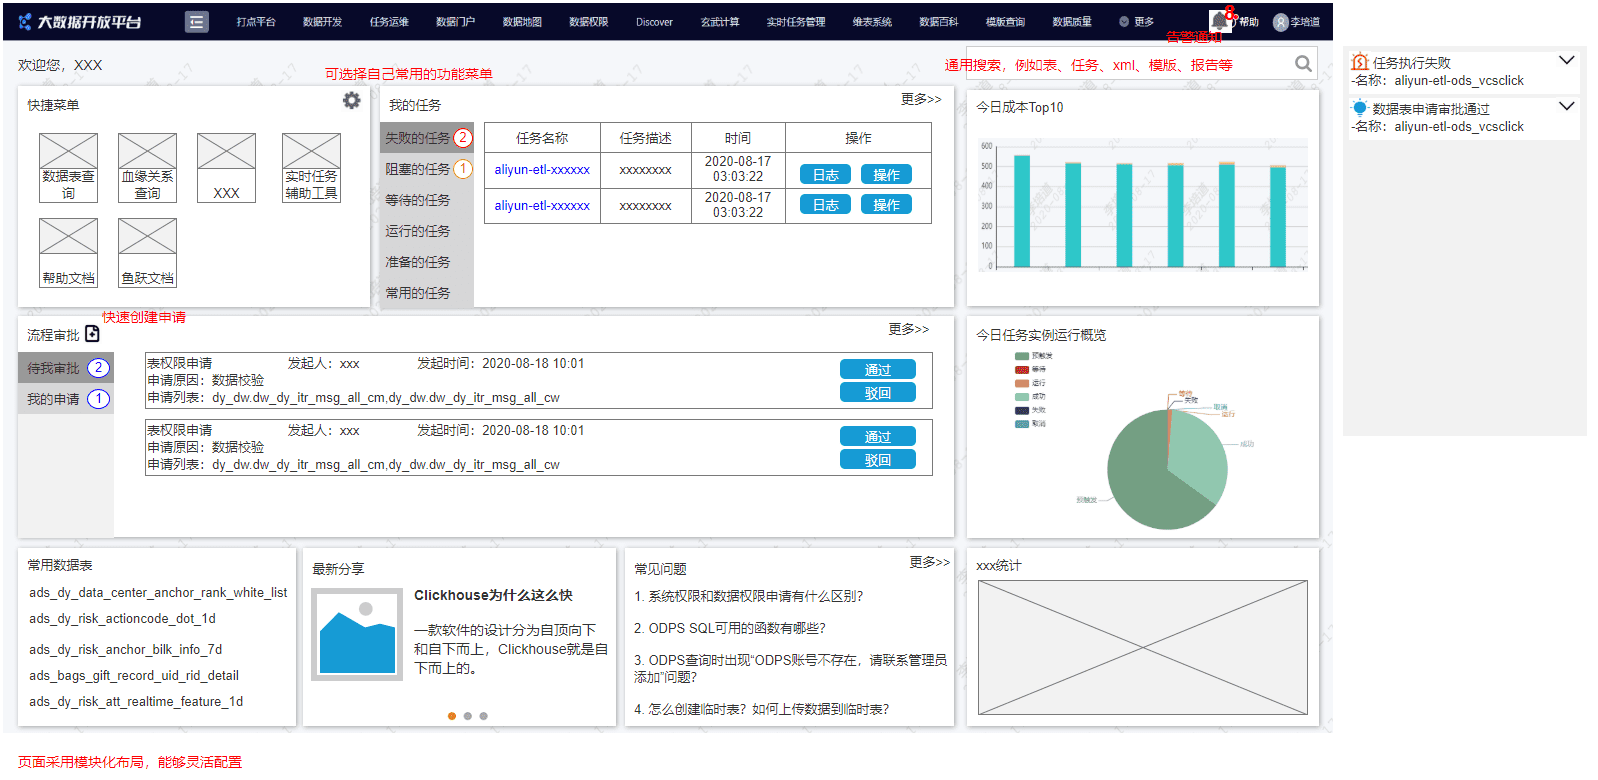 大数据开放平台
打点平台 数据开发 任务运维 数据门户 数据地图 数据权限 Discover 玄武计算 实时任务管理 维表系统 数据百科 模版查询 数据质量 更多 帮助 李培道
8
告警通知
欢迎您，XXX
可选择自己常用的功能菜单
通用搜索，例如表、任务、xml、模版、报告等
快捷菜单
数据表查询
血缘关系查询
XXX
实时任务辅助工具
帮助文档
鱼跃文档
我的任务
更多>>
失败的任务 2
阻塞的任务 1
等待的任务
运行的任务
准备的任务
常用的任务
任务名称 任务描述 时间 操作
aliyun-etl-xxxxxx xxxxxxxx 2020-08-17 03:03:22 日志 操作
aliyun-etl-xxxxxx xxxxxxxx 2020-08-17 03:03:22 日志 操作
今日成本Top10
600
500
400
300
200
100
0
任务执行失败
-名称：aliyun-etl-ods_vcsclick
数据表申请审批通过
-名称：aliyun-etl-ods_vcsclick
快速创建申请
流程审批
更多>>
待我审批 2
我的申请 1
表权限申请 发起人：xxx 发起时间：2020-08-18 10:01
申请原因：数据校验
申请列表：dy_dw.dw_dy_itr_msg_all_cm,dy_dw.dw_dy_itr_msg_all_cw
通过
驳回
表权限申请 发起人：xxx 发起时间：2020-08-18 10:01
申请原因：数据校验
申请列表：dy_dw.dw_dy_itr_msg_all_cm,dy_dw.dw_dy_itr_msg_all_cw
通过
驳回
今日任务实例运行概览
预触发
等待
运行
成功
失败
取消
等待
失败
取消
运行
成功
预触发
常用数据表
ads_dy_data_center_anchor_rank_white_list
ads_dy_risk_actioncode_dot_1d
ads_dy_risk_anchor_bilk_info_7d
ads_bags_gift_record_uid_rid_detail
ads_dy_risk_att_realtime_feature_1d
最新分享
Clickhouse为什么这么快
一款软件的设计分为自顶向下
和自下而上，Clickhouse就是自
下而上的。
常见问题
更多>>
1. 系统权限和数据权限申请有什么区别？
2. ODPS SQL可用的函数有哪些？
3. ODPS查询时出现“ODPS账号不存在，请联系管理员
添加”问题？
4. 怎么创建临时表？如何上传数据到临时表？
xxx统计
页面采用模块化布局，能够灵活配置